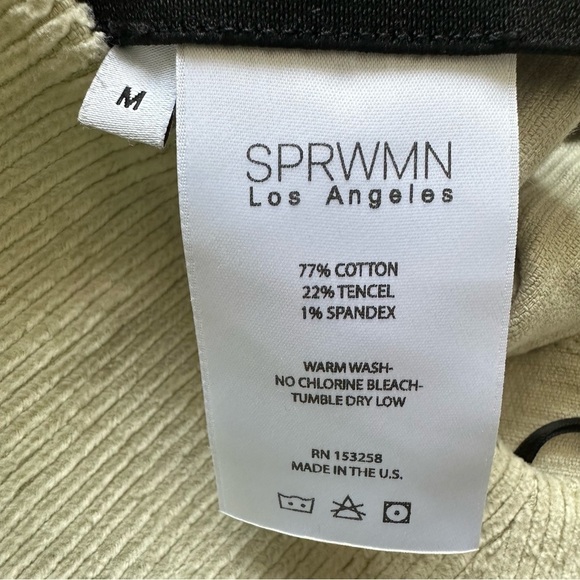 M
SPRWMN
Los Angeles
77% COTTON
22% TENCEL
1% SPANDEX
WARM WASH-
NO CHLORINE BLEACH-
TUMBLE DRY LOW
RN 153258
MADE IN THE U.S.